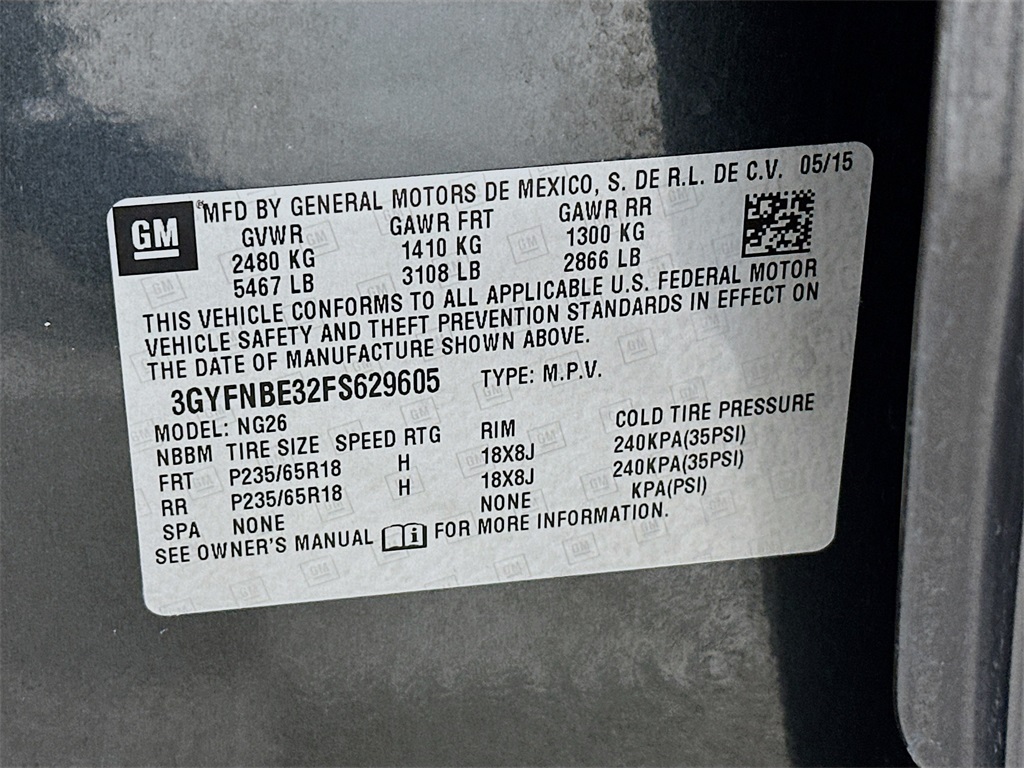 GM
® MFD BY GENERAL MOTORS DE MEXICO, S. DE R.L. DE C.V. 05/15
GVWR GAWR FRT GAWR RR
2480 KG 1410 KG 1300 KG
5467 LB 3108 LB 2866 LB
THIS VEHICLE CONFORMS TO ALL APPLICABLE U.S. FEDERAL MOTOR
VEHICLE SAFETY AND THEFT PREVENTION STANDARDS IN EFFECT ON
THE DATE OF MANUFACTURE SHOWN ABOVE.
3GYFNBE32FS629605 TYPE: M.P.V.
MODEL: NG26
NBBM TIRE SIZE SPEED RTG RIM COLD TIRE PRESSURE
FRT P235/65R18 H 18X8J 240KPA(35PSI)
RR P235/65R18 H 18X8J 240KPA(35PSI)
SPA NONE NONE KPA(PSI)
SEE OWNER'S MANUAL i FOR MORE INFORMATION.